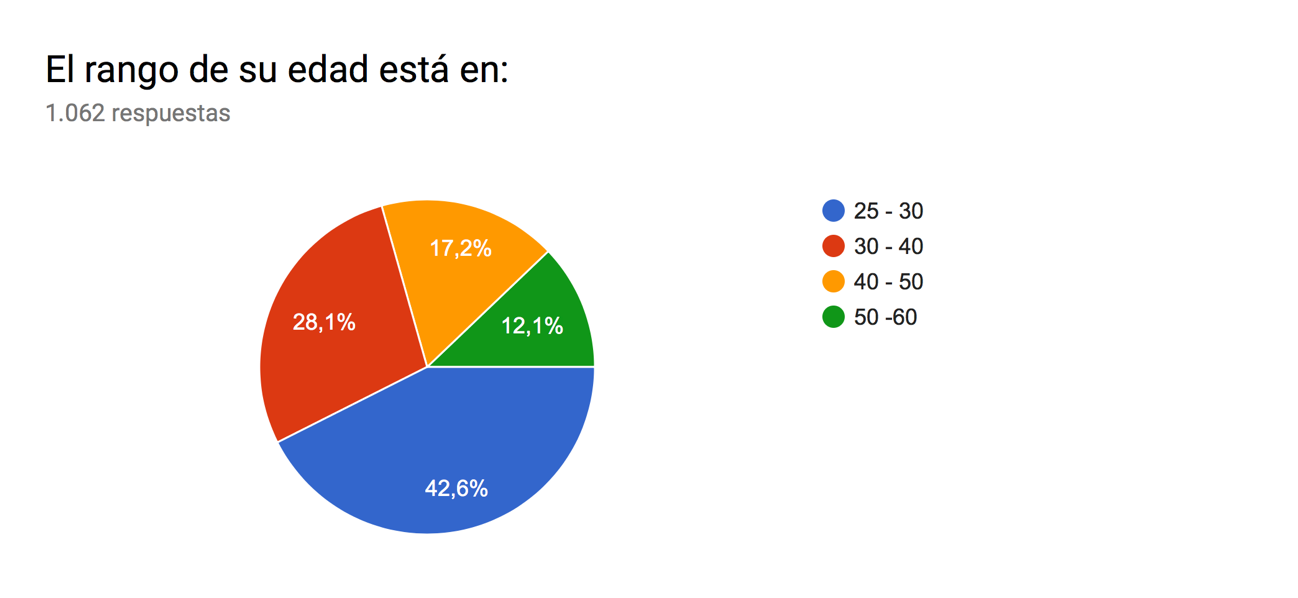 El rango de su edad está en:
1.062 respuestas
17,2%
28,1%
12,1%
42,6%
25 - 30
30 - 40
40 - 50
50 -60